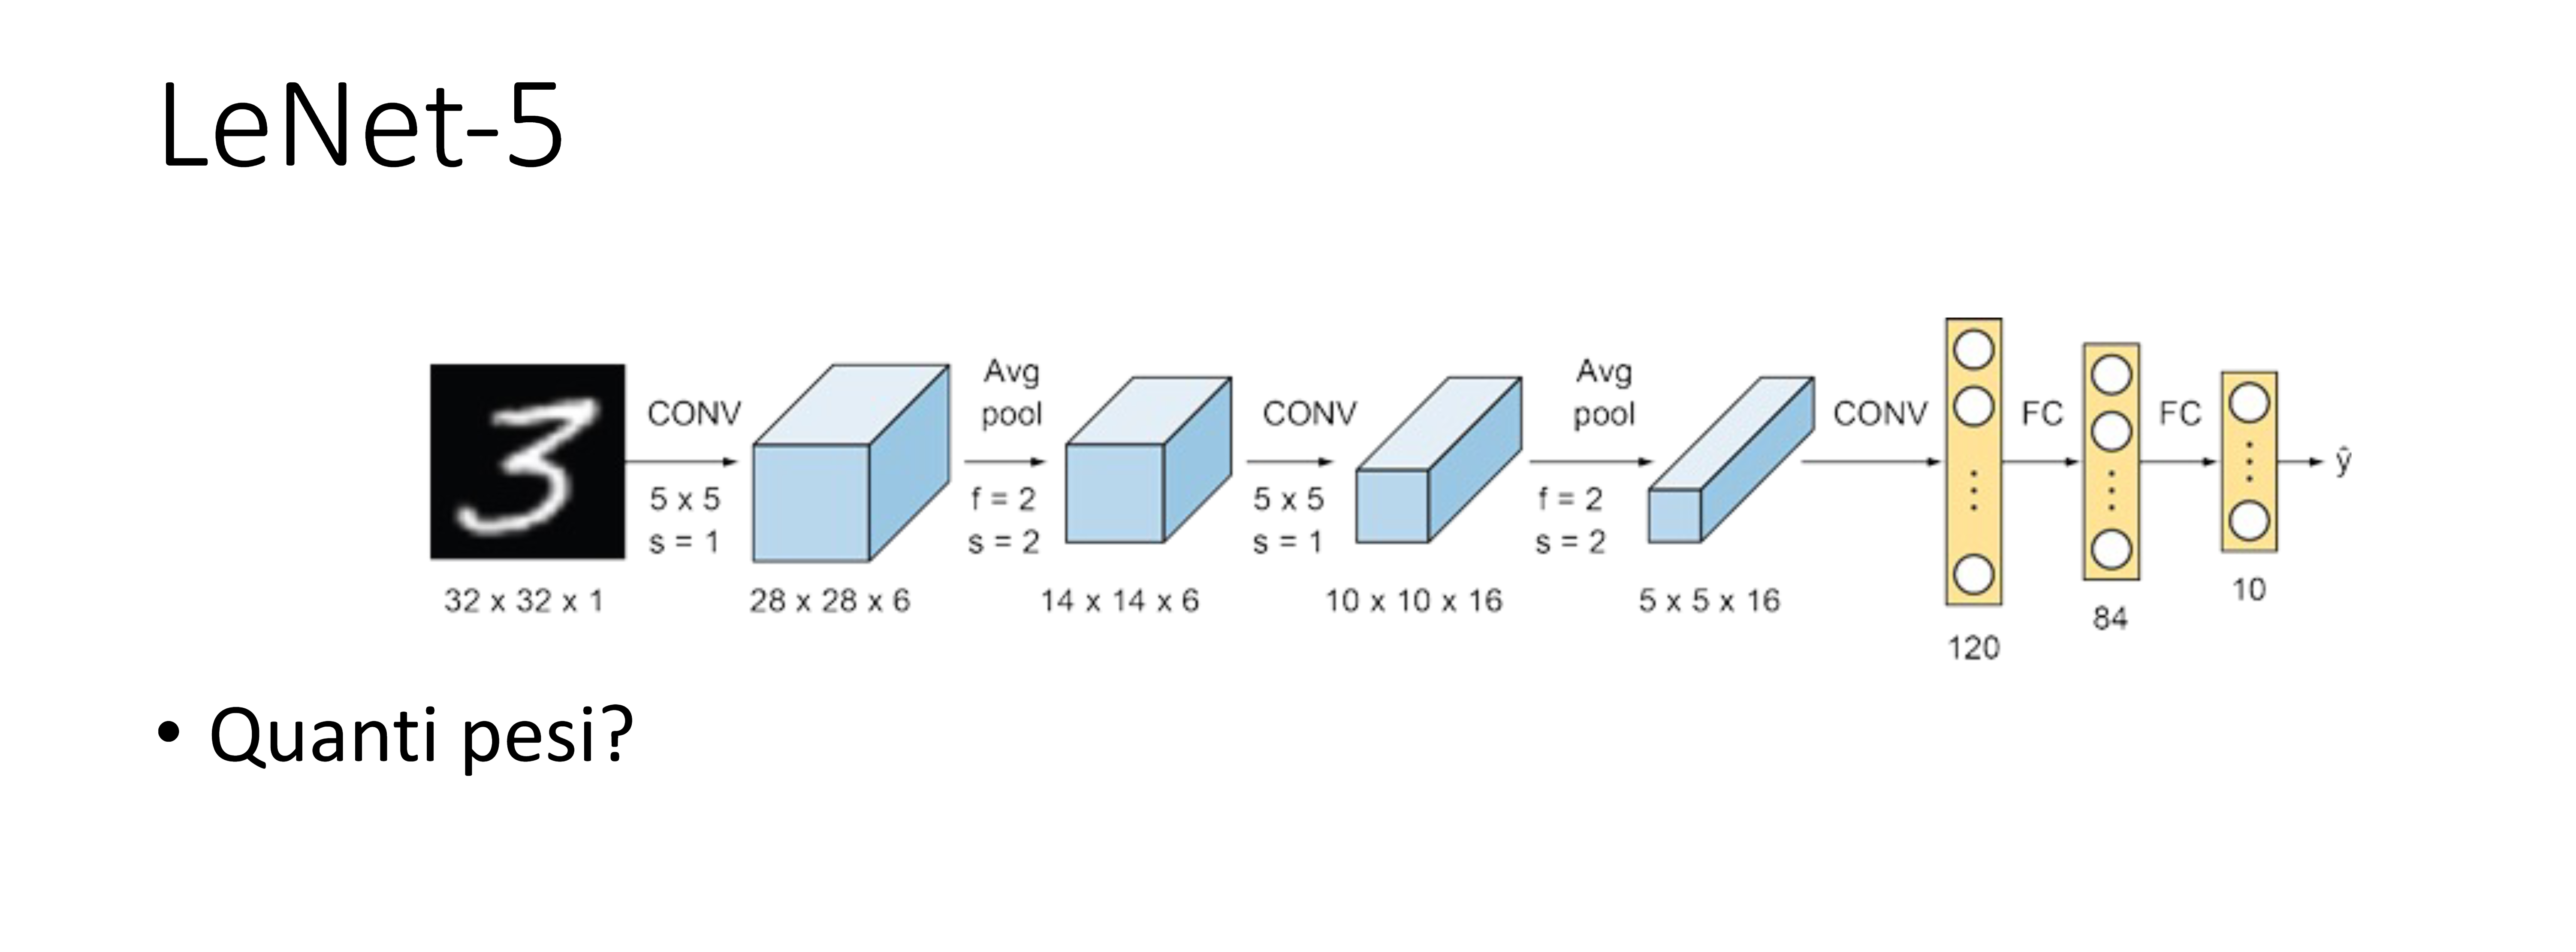 LeNet-5
CONV
5 x 5
s = 1
Avg
pool
f = 2
s = 2
CONV
5 x 5
s = 1
Avg
pool
f = 2
s = 2
CONV
FC
FC
ŷ
32 x 32 x 1
28 x 28 x 6
14 x 14 x 6
10 x 10 x 16
5 x 5 x 16
120
84
10
• Quanti pesi?